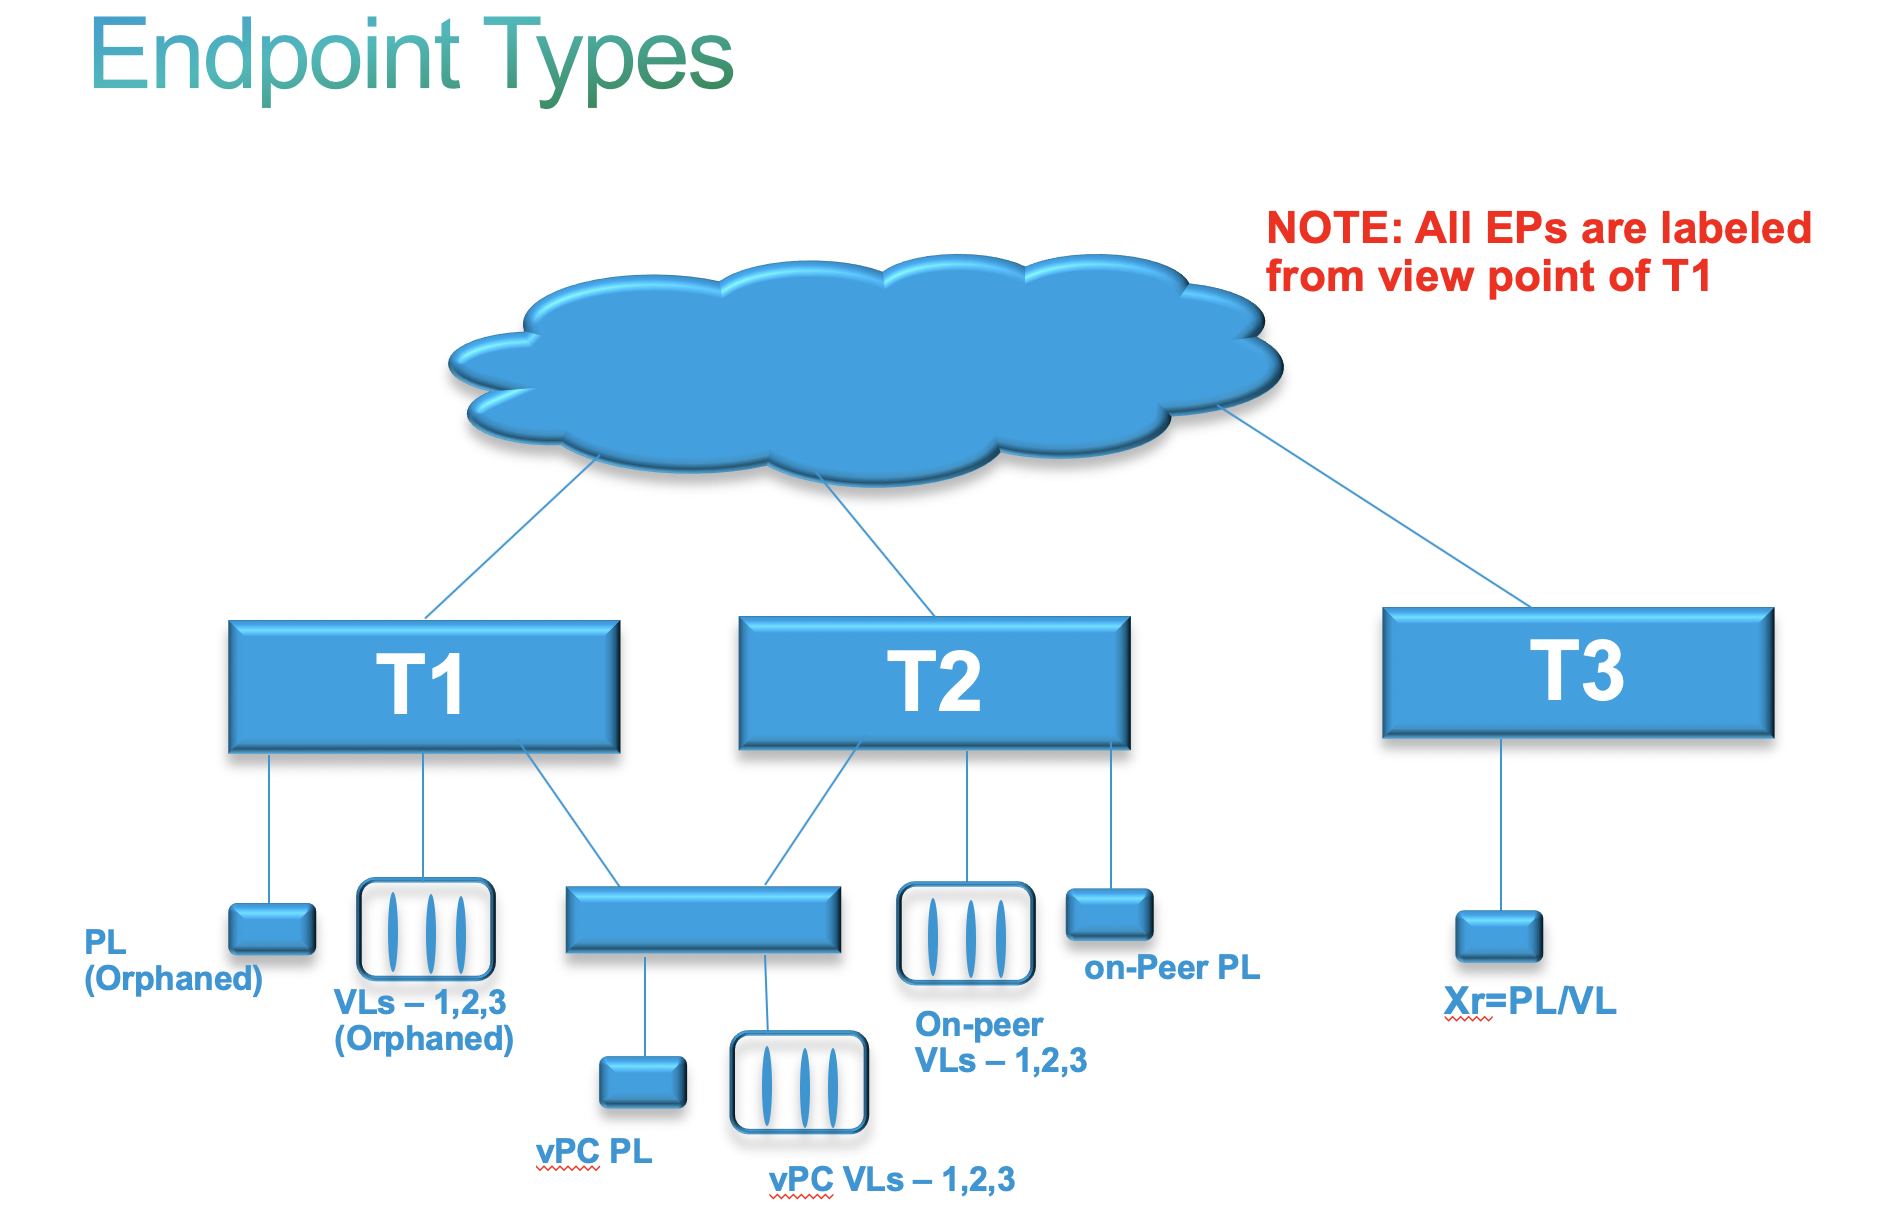 Endpoint Types
NOTE: All EPs are labeled
from view point of T1
T1
T2
T3
PL
(Orphaned)
VLs – 1,2,3
(Orphaned)
vPC PL
vPC VLs – 1,2,3
On-peer
VLs – 1,2,3
on-Peer PL
Xr=PL/VL